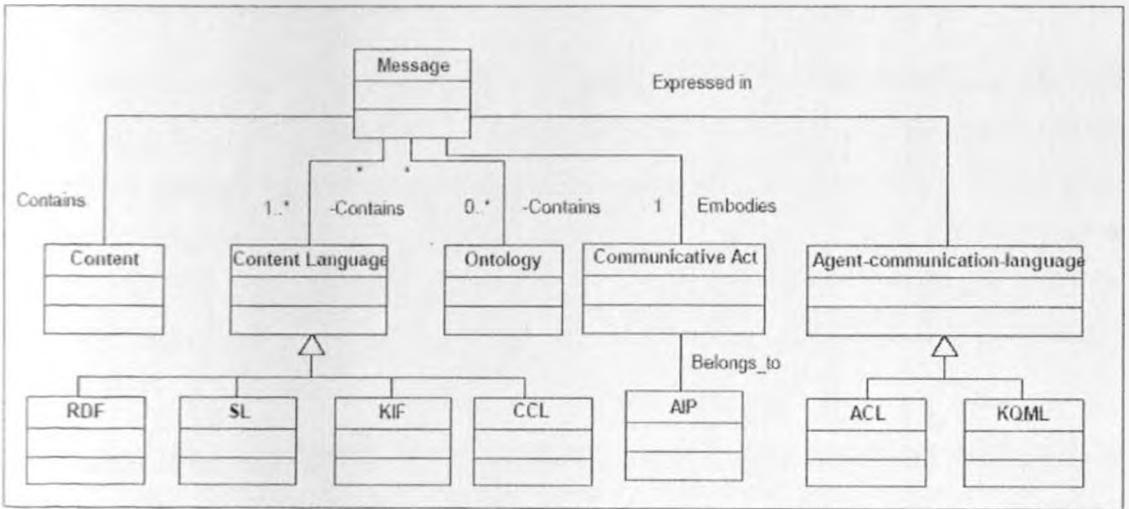 Message
Expressed in
* *
Contains 1..* -Contains 0..* -Contains 1 Embodies
Content Content Language Ontology Communicative Act Agent-communication-language
Belongs_to
RDF SL KIF CCL AIP ACL KQML